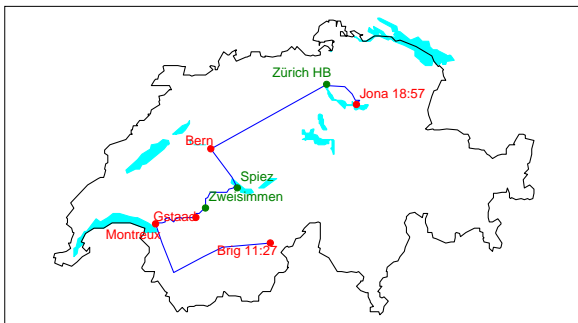 Zürich HB
Jona 18:57
Bern
Spiez
Zweisimmen
Gstaad
Montreux
Brig 11:27